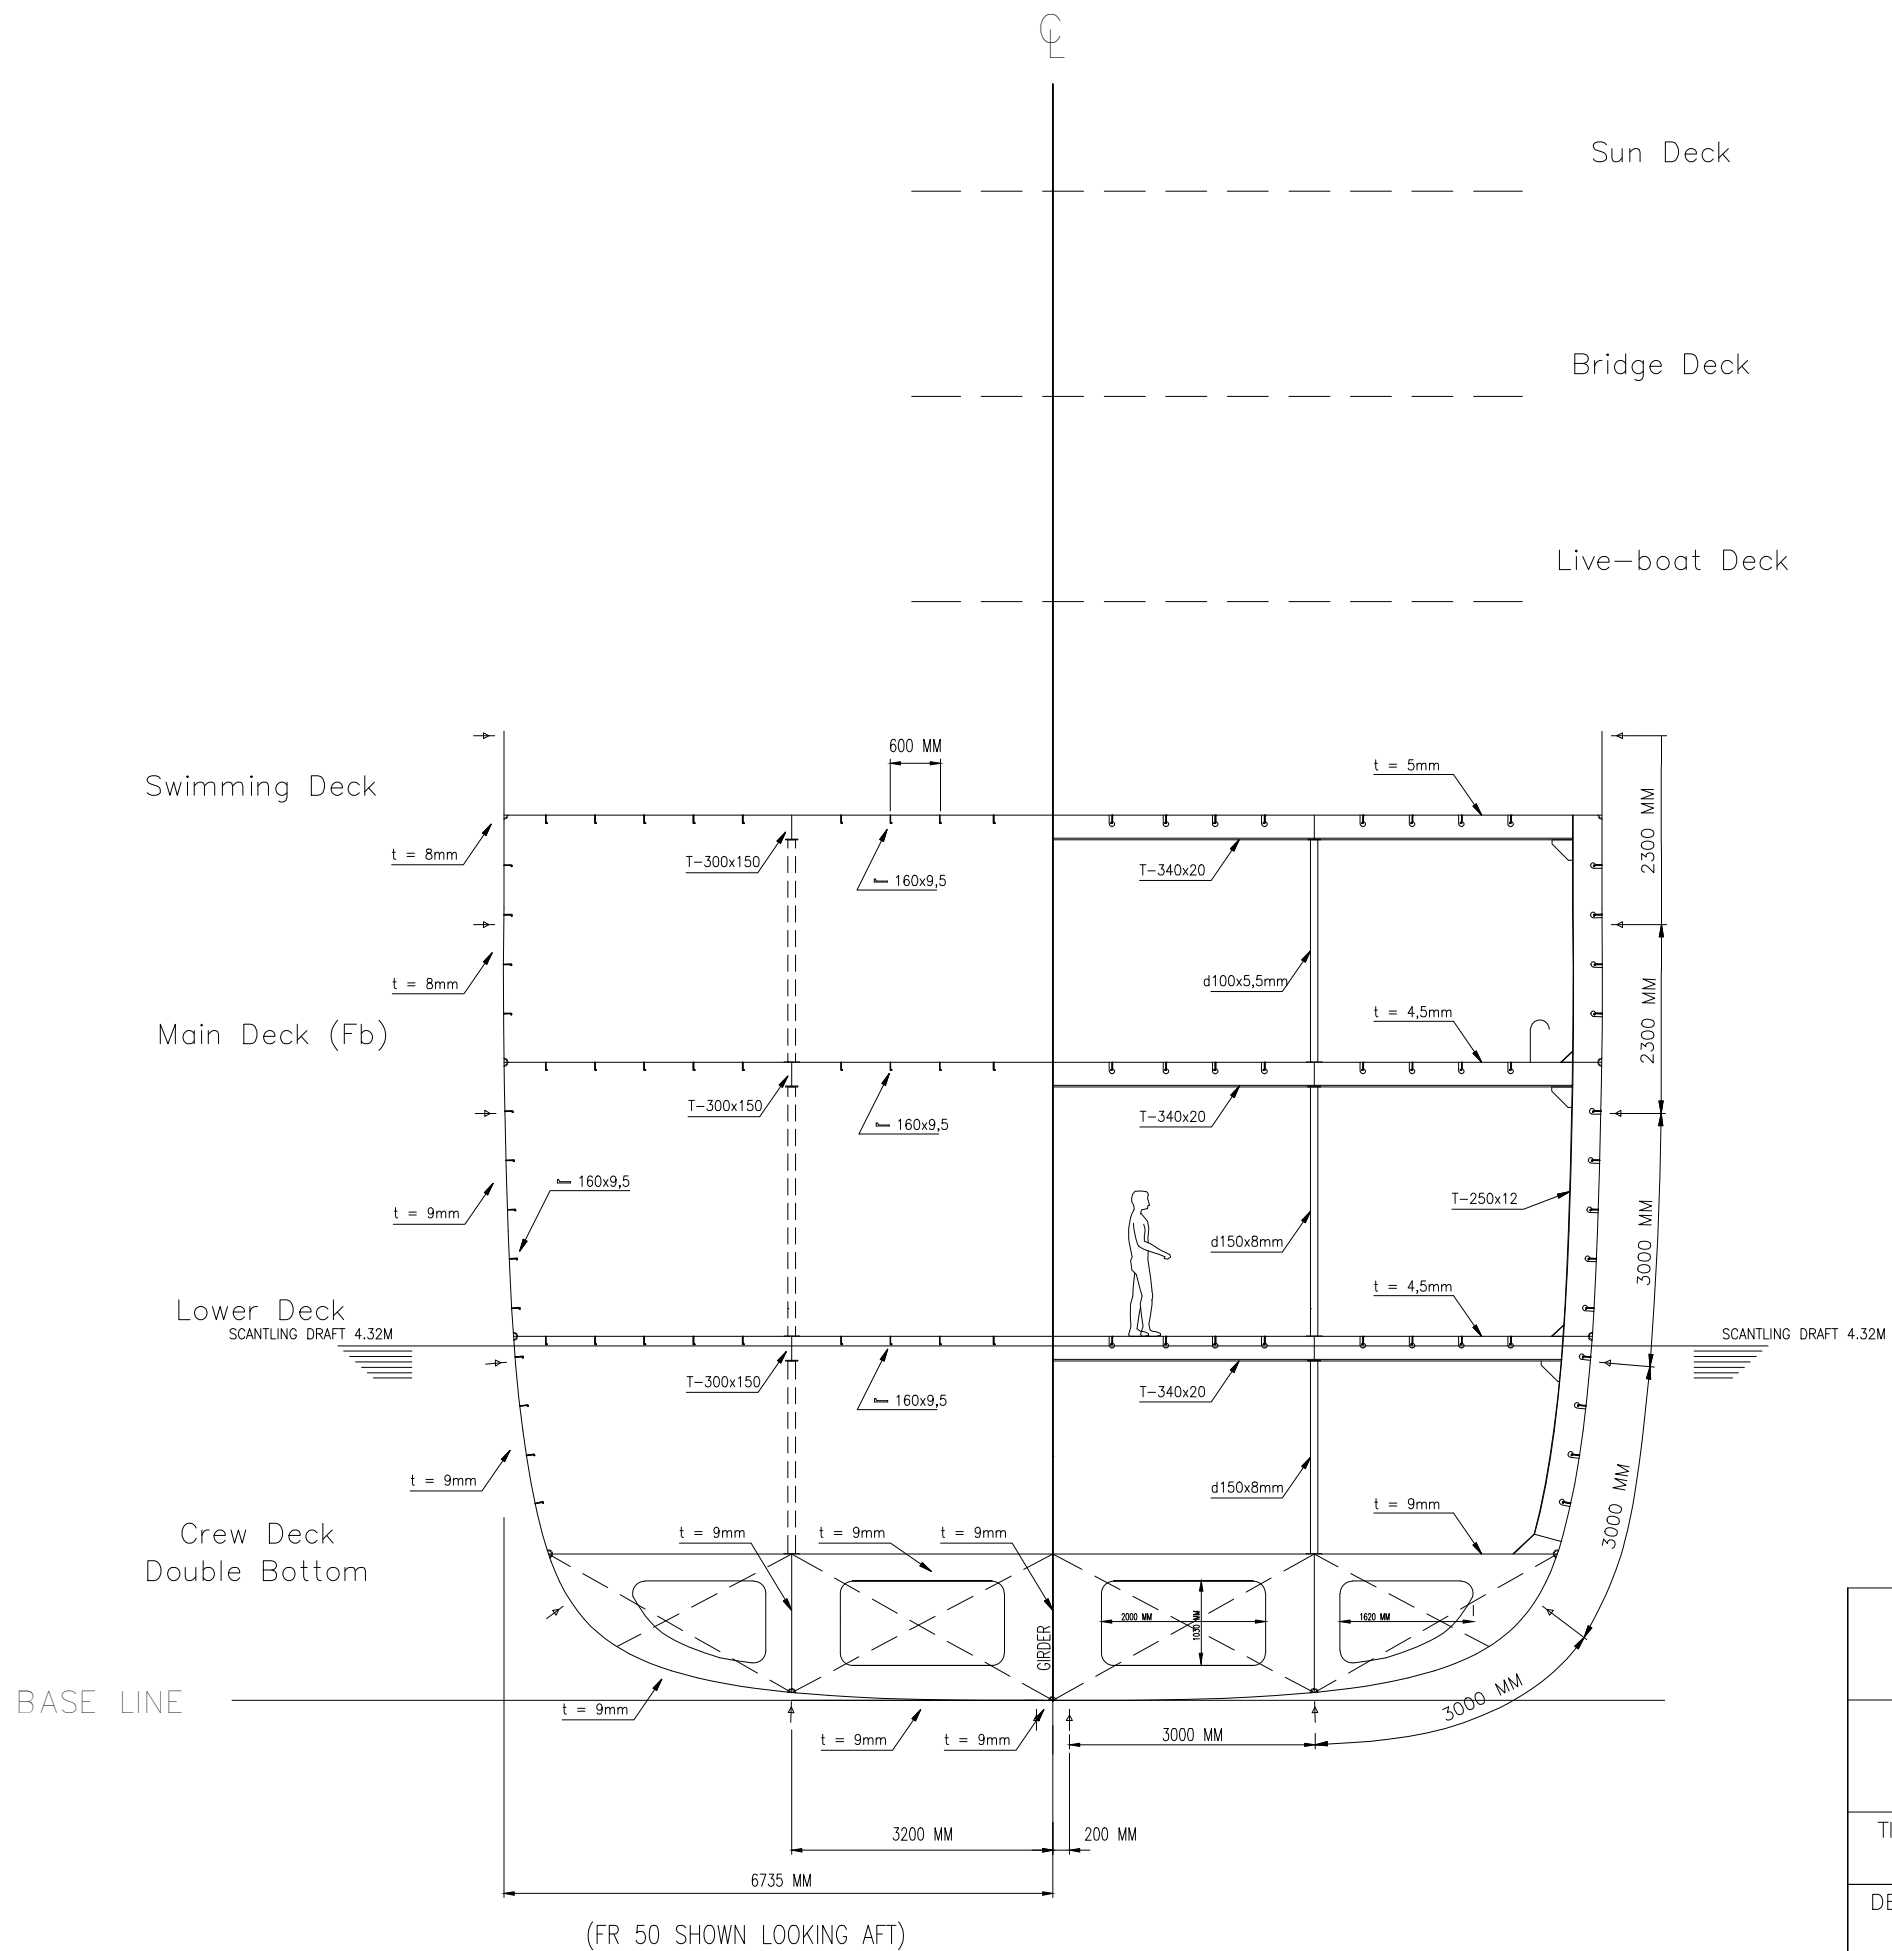 ℄
Sun Deck
Bridge Deck
Live-boat Deck
600 MM
t = 5mm
Swimming Deck
2300 MM
t = 8mm
T-300x150
160x9,5
T-340x20
t = 8mm
d100x5,5mm
t = 4,5mm
2300 MM
Main Deck (Fb)
T-300x150
160x9,5
T-340x20
160x9,5
T-250x12
t = 9mm
d150x8mm
3000 MM
t = 4,5mm
Lower Deck
SCANTLING DRAFT 4.32M
SCANTLING DRAFT 4.32M
T-300x150
160x9,5
T-340x20
t = 9mm
d150x8mm
t = 9mm
3000 MM
Crew Deck
Double Bottom
t = 9mm
t = 9mm
t = 9mm
2000 MM
1030 MM
1620 MM
GIRDER
BASE LINE
t = 9mm
t = 9mm
t = 9mm
3000 MM
3000 MM
3200 MM
200 MM
6735 MM
(FR 50 SHOWN LOOKING AFT)